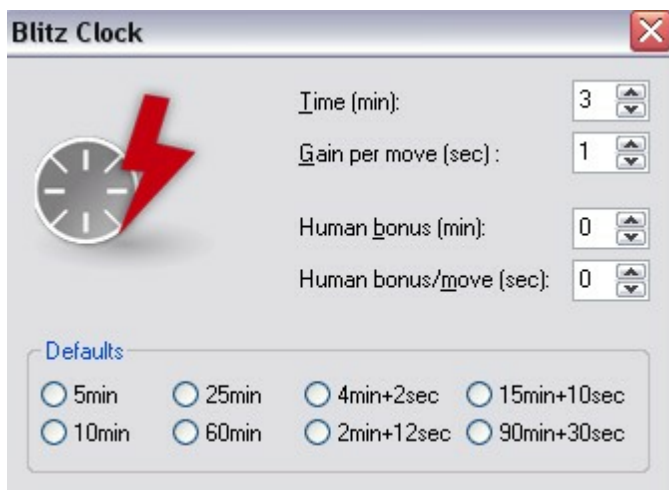 Blitz Clock
Time (min): 3
Gain per move (sec) : 1
Human bonus (min): 0
Human bonus/move (sec): 0
Defaults
5min 25min 4min+2sec 15min+10sec
10min 60min 2min+12sec 90min+30sec